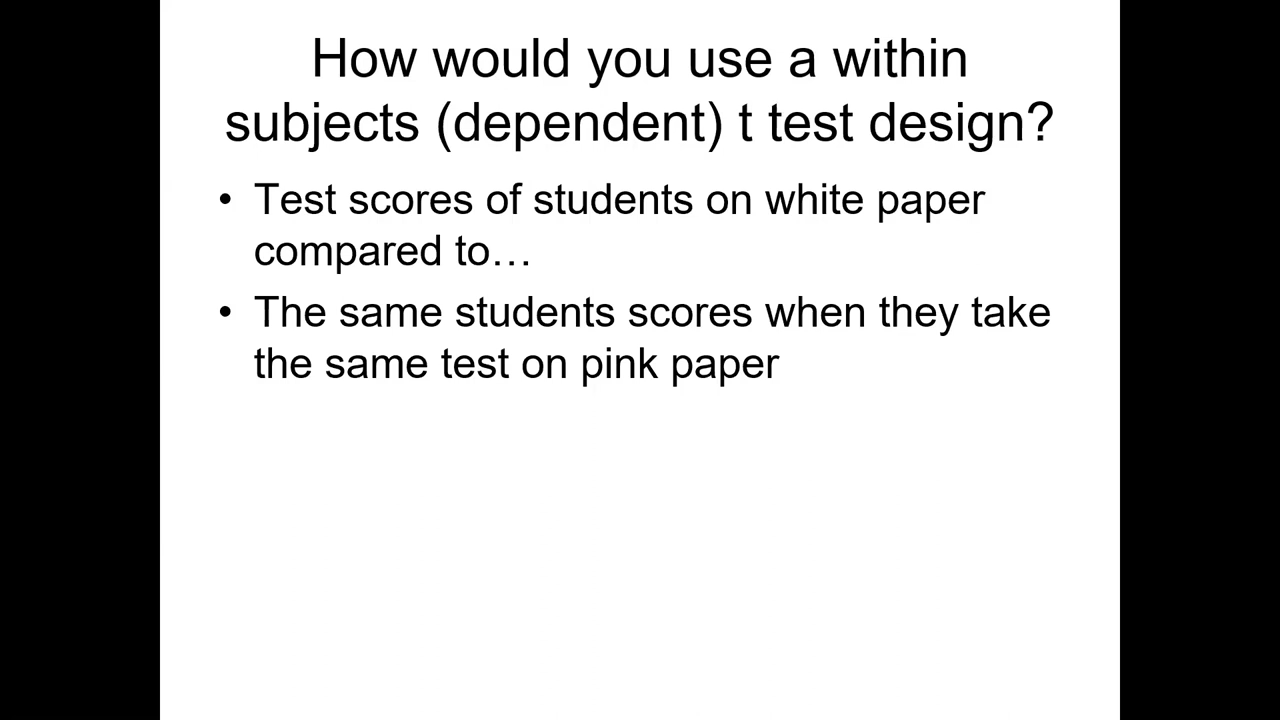 How would you use a within
subjects (dependent) t test design?
• Test scores of students on white paper
compared to…
• The same students scores when they take
the same test on pink paper